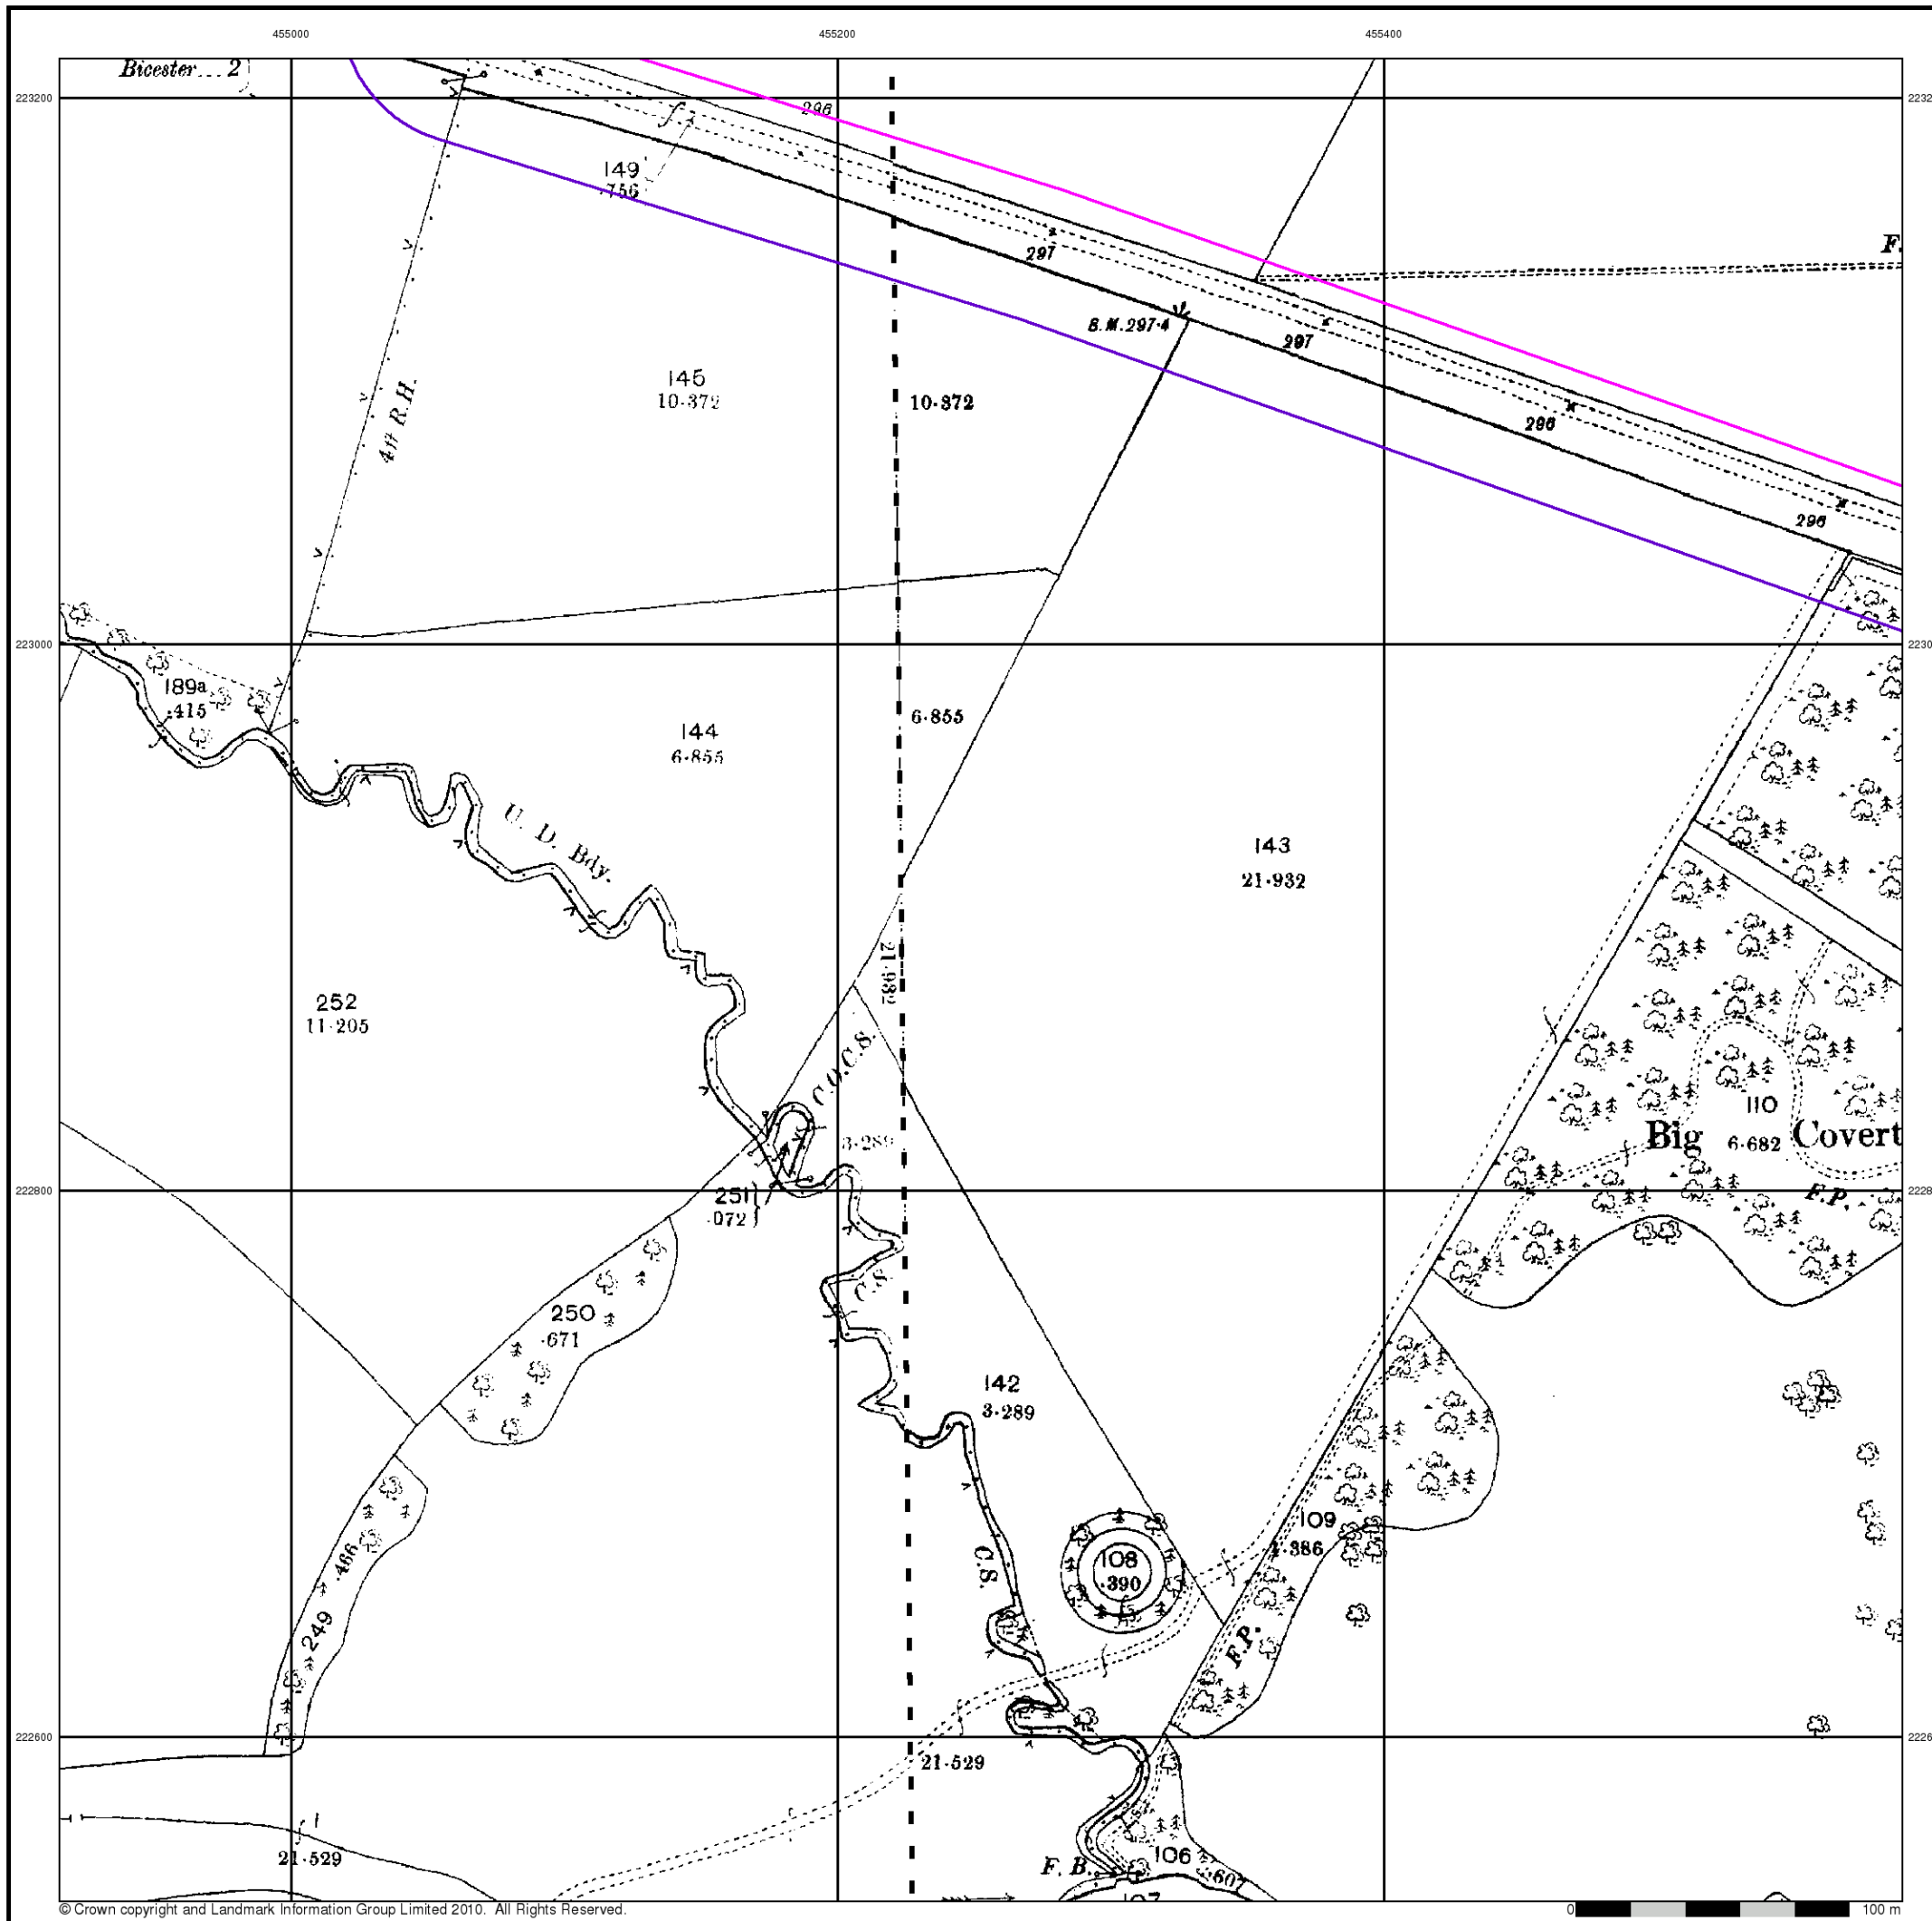 455000 455200 455400
Bicester 2
223200
296
149
.756
297
F.
B.M.297·4
297
145
10·372
10·372
4ft R.H.
296
296
223000
189a
.415
144
6·855
6·855
U. D. Bdy.
143
21·932
21·932
252
11·205
C.O.C.S.
3·289
110
Big Covert
6·682
222800
251
.072
F.P.
C.S.
250
.671
142
3·289
109
108
.390
.466
249
C.S.
F.P.
222600
21·529
21·529
F. B.
106
© Crown copyright and Landmark Information Group Limited 2010. All Rights Reserved.
0 100 m